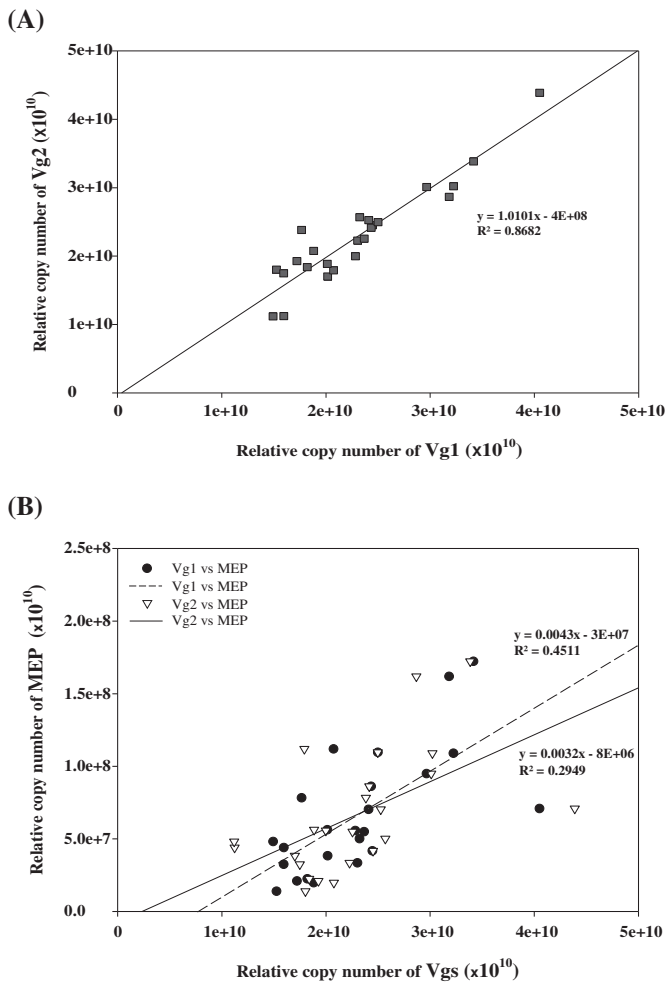 (A)
5e+10
4e+10
3e+10
2e+10
1e+10
0
Relative copy number of Vg2 (x10¹⁰)
y = 1.0101x - 4E+08
R² = 0.8682
0 1e+10 2e+10 3e+10 4e+10 5e+10
Relative copy number of Vg1 (x10¹⁰)
(B)
2.5e+8
2.0e+8
1.5e+8
1.0e+8
5.0e+7
0.0
Relative copy number of MEP (x10¹⁰)
Vg1 vs MEP
Vg1 vs MEP
Vg2 vs MEP
Vg2 vs MEP
y = 0.0043x - 3E+07
R² = 0.4511
y = 0.0032x - 8E+06
R² = 0.2949
0 1e+10 2e+10 3e+10 4e+10 5e+10
Relative copy number of Vgs (x10¹⁰)